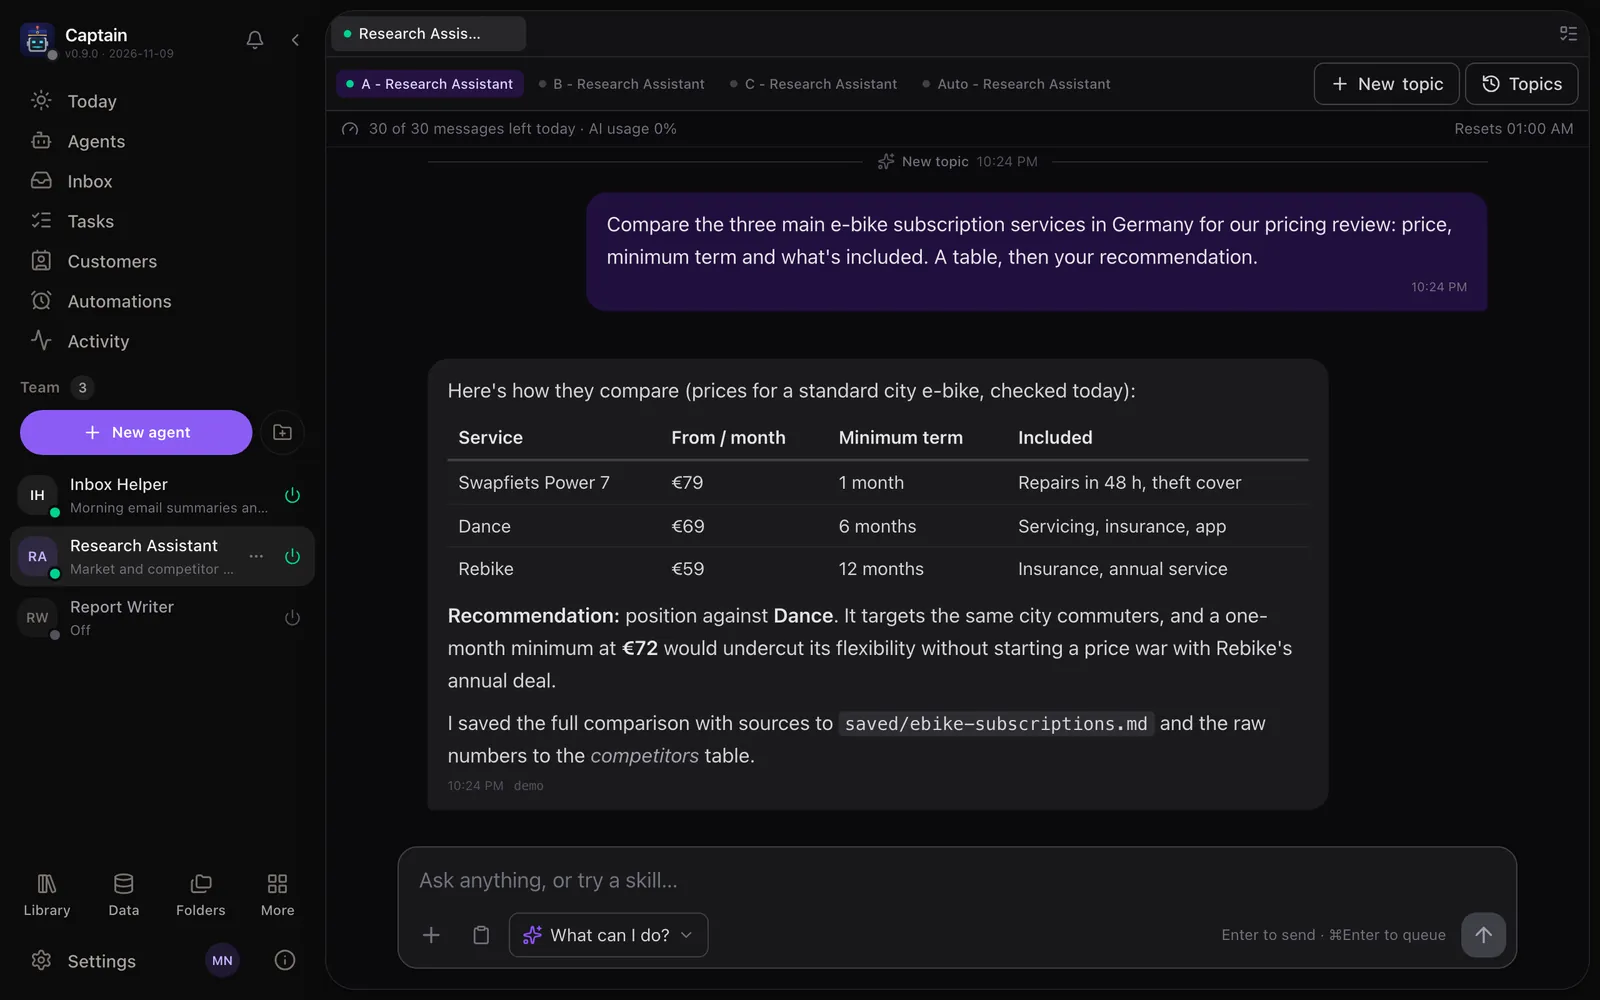 Captain
v0.9.0 · 2026-11-09
Today
Agents
Inbox
Tasks
Customers
Automations
Activity
Team 3
New agent
IH
Inbox Helper
Morning email summaries an...
RA
Research Assistant
Market and competitor ...
RW
Report Writer
Off
Library
Data
Folders
More
Settings
MN
Research Assis...
A - Research Assistant
B - Research Assistant
C - Research Assistant
Auto - Research Assistant
New topic
Topics
30 of 30 messages left today · AI usage 0%
Resets 01:00 AM
New topic 10:24 PM
Compare the three main e-bike subscription services in Germany for our pricing review: price,
minimum term and what's included. A table, then your recommendation.
10:24 PM
Here's how they compare (prices for a standard city e-bike, checked today):
Service From / month Minimum term Included
Swapfiets Power 7 €79 1 month Repairs in 48 h, theft cover
Dance €69 6 months Servicing, insurance, app
Rebike €59 12 months Insurance, annual service
Recommendation: position against Dance. It targets the same city commuters, and a one-
month minimum at €72 would undercut its flexibility without starting a price war with Rebike's
annual deal.
I saved the full comparison with sources to saved/ebike-subscriptions.md and the raw
numbers to the competitors table.
10:24 PM demo
Ask anything, or try a skill...
What can I do?
Enter to send · ⌘Enter to queue